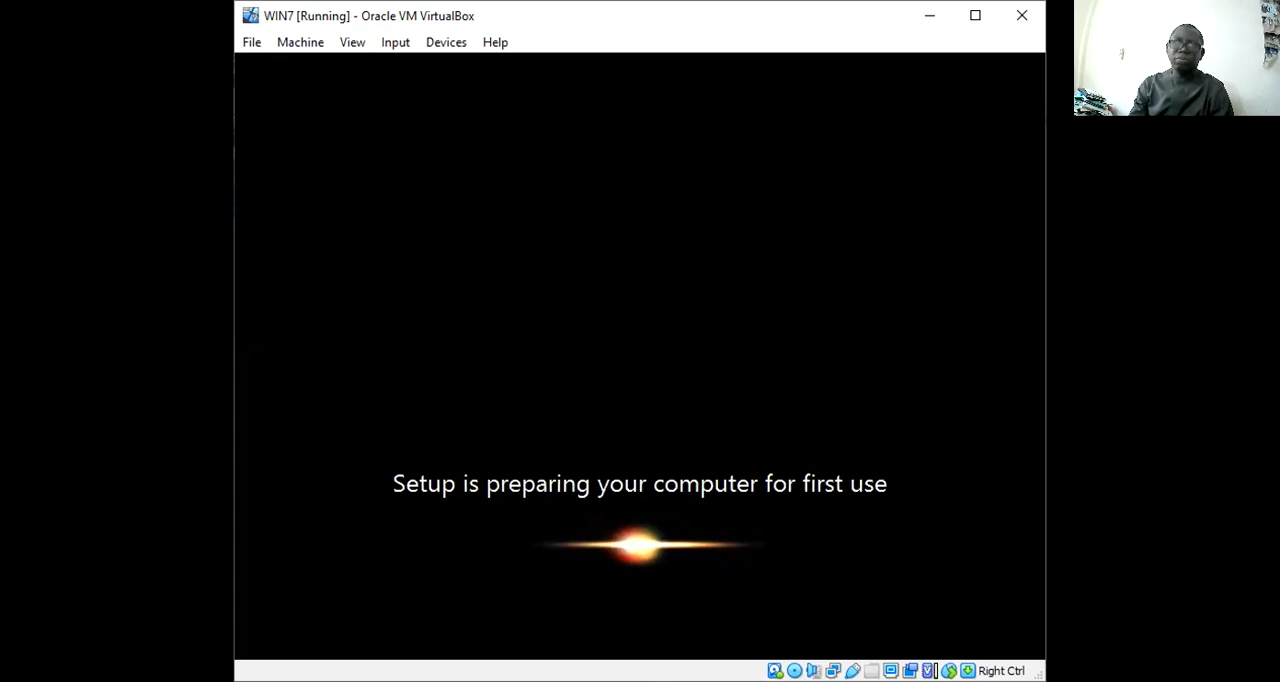 WIN7 [Running] - Oracle VM VirtualBox
File Machine View Input Devices Help
Setup is preparing your computer for first use
Right Ctrl